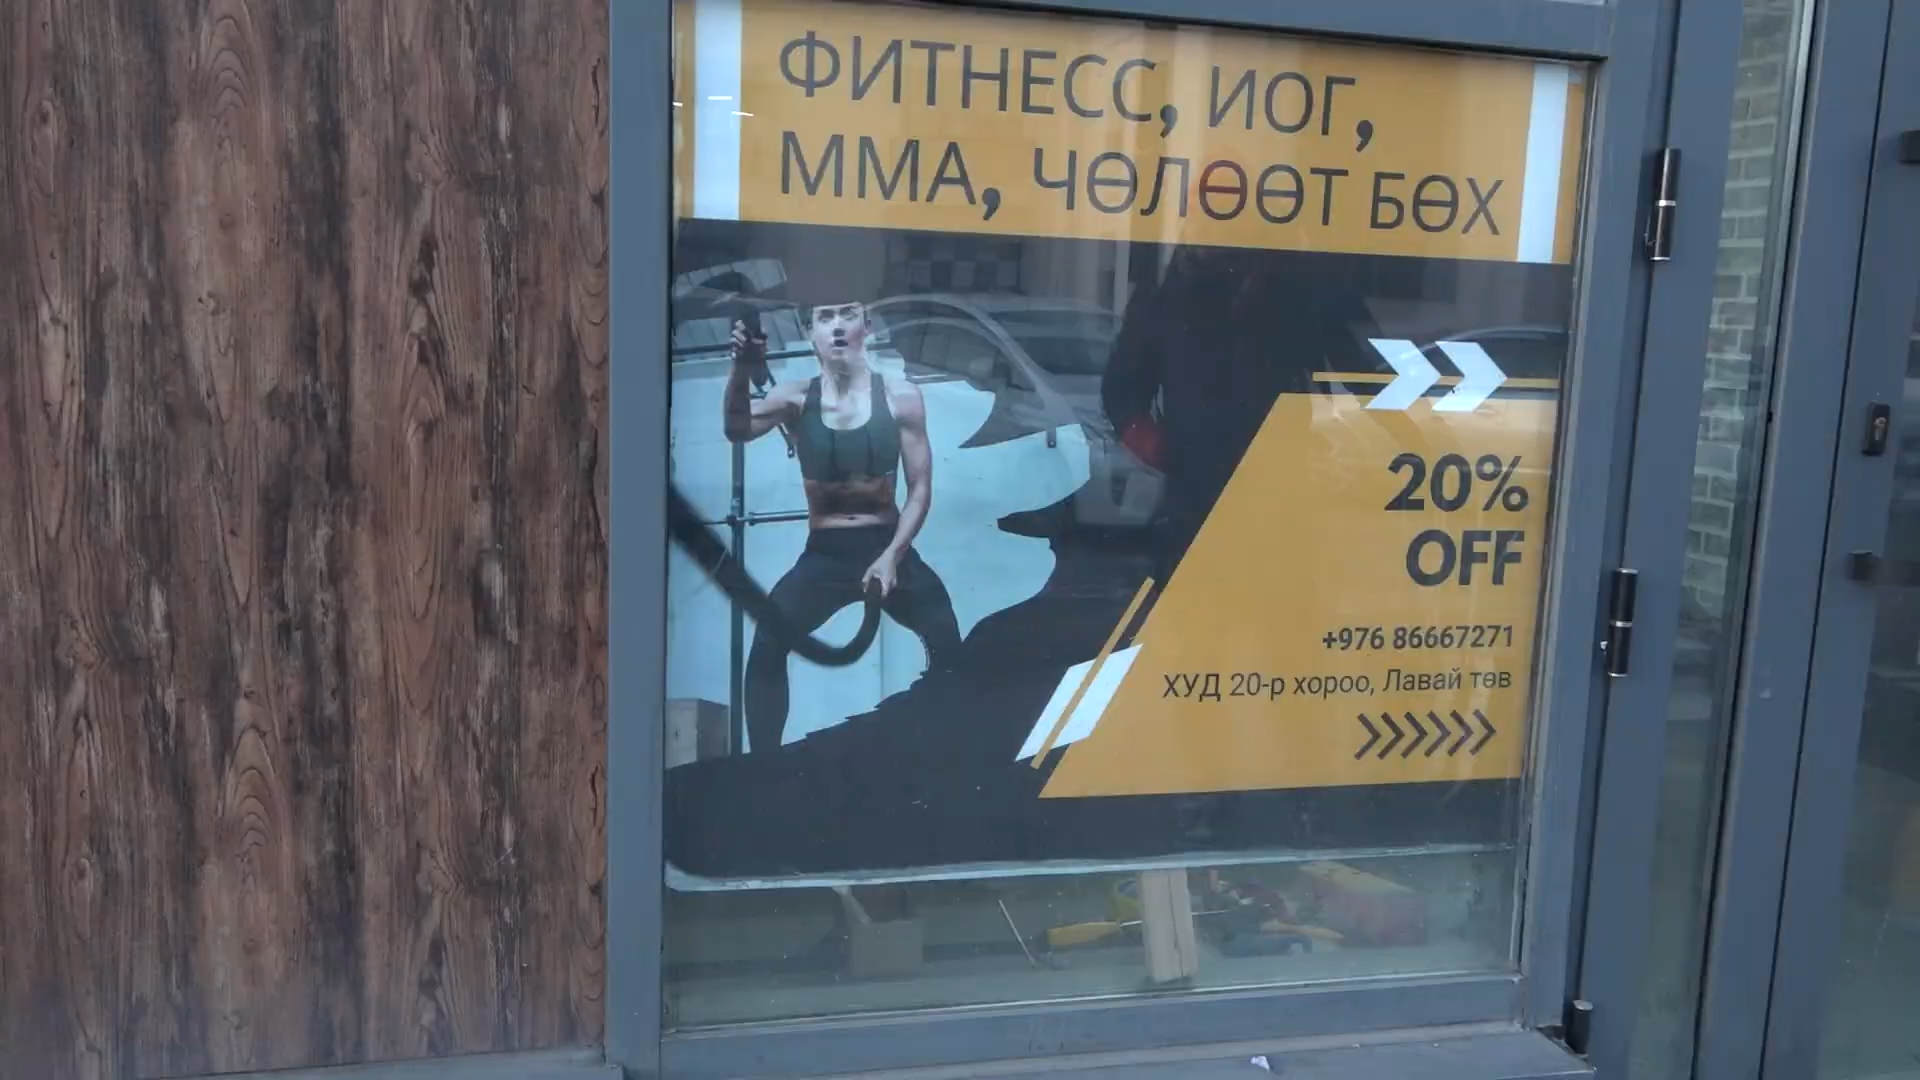 ФИТНЕСС, ИОГ,
ММА, ЧӨЛӨӨТ БӨХ
20%
OFF
+976 86667271
ХУД 20-р хороо, Лавай төв